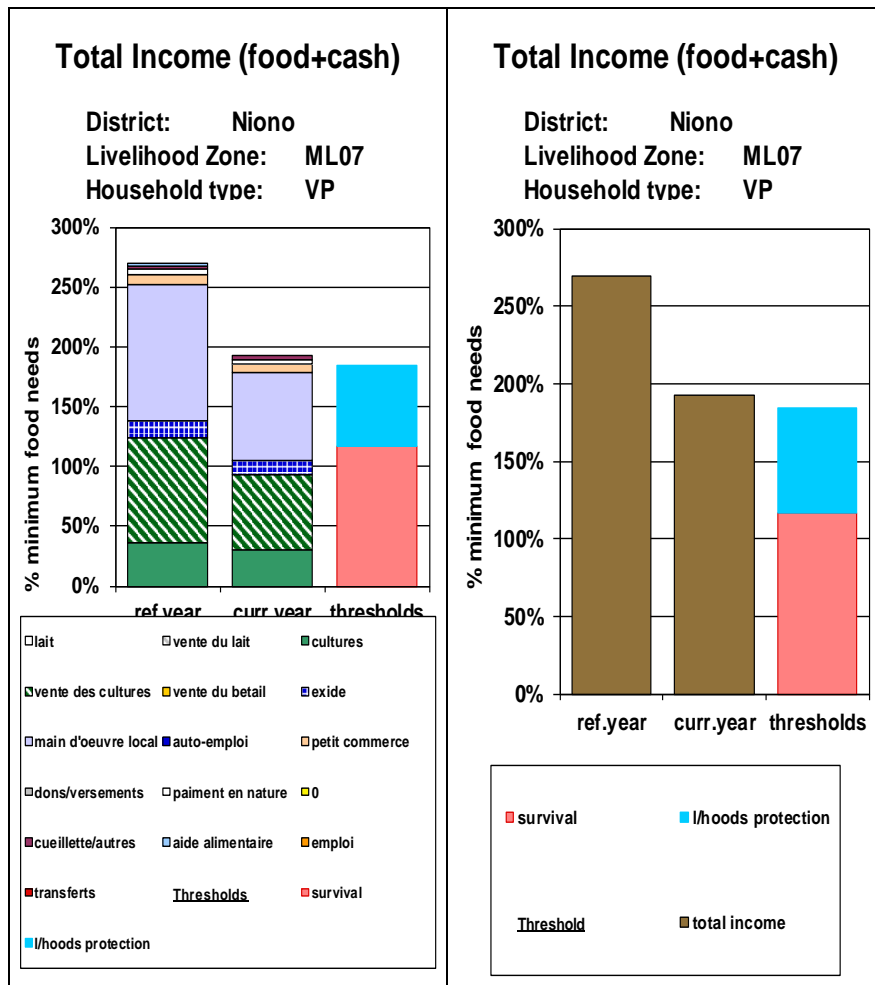 Total Income (food+cash)
District: Niono
Livelihood Zone: ML07
Household type: VP
300%
250%
200%
150%
100%
50%
0%
% minimum food needs
ref.year curr.year thresholds
lait vente du lait cultures
vente des cultures vente du betail exide
main d'oeuvre local auto-emploi petit commerce
dons/versements paiment en nature 0
cueillette/autres aide alimentaire emploi
transferts Thresholds survival
l/hoods protection
Total Income (food+cash)
District: Niono
Livelihood Zone: ML07
Household type: VP
300%
250%
200%
150%
100%
50%
0%
% minimum food needs
ref.year curr.year thresholds
survival l/hoods protection
Threshold total income